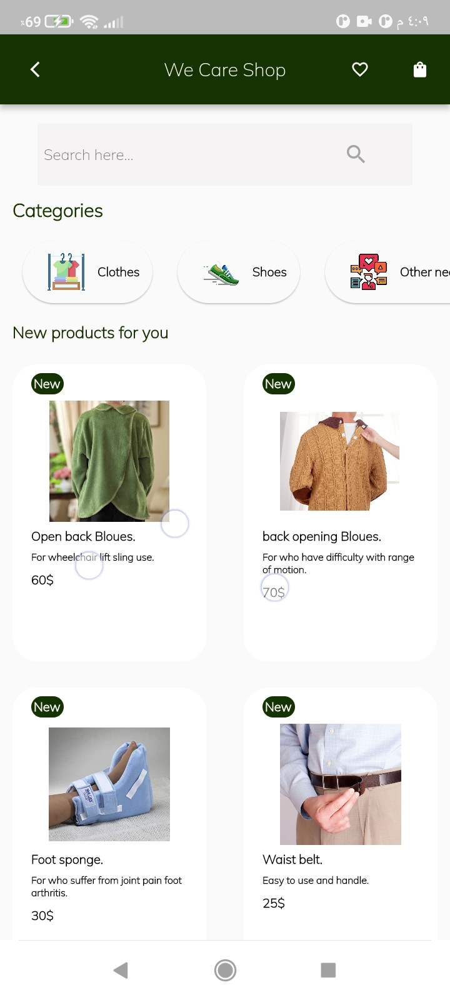 ٪69 م ٤:٠٩
We Care Shop
Search here...
Categories
Clothes Shoes Other nee
New products for you
New New
Open back Bloues. back opening Bloues.
For wheelchair lift sling use. For who have difficulty with range
of motion.
60$ 70$
New New
Foot sponge. Waist belt.
For who suffer from joint pain foot Easy to use and handle.
arthritis.
30$ 25$